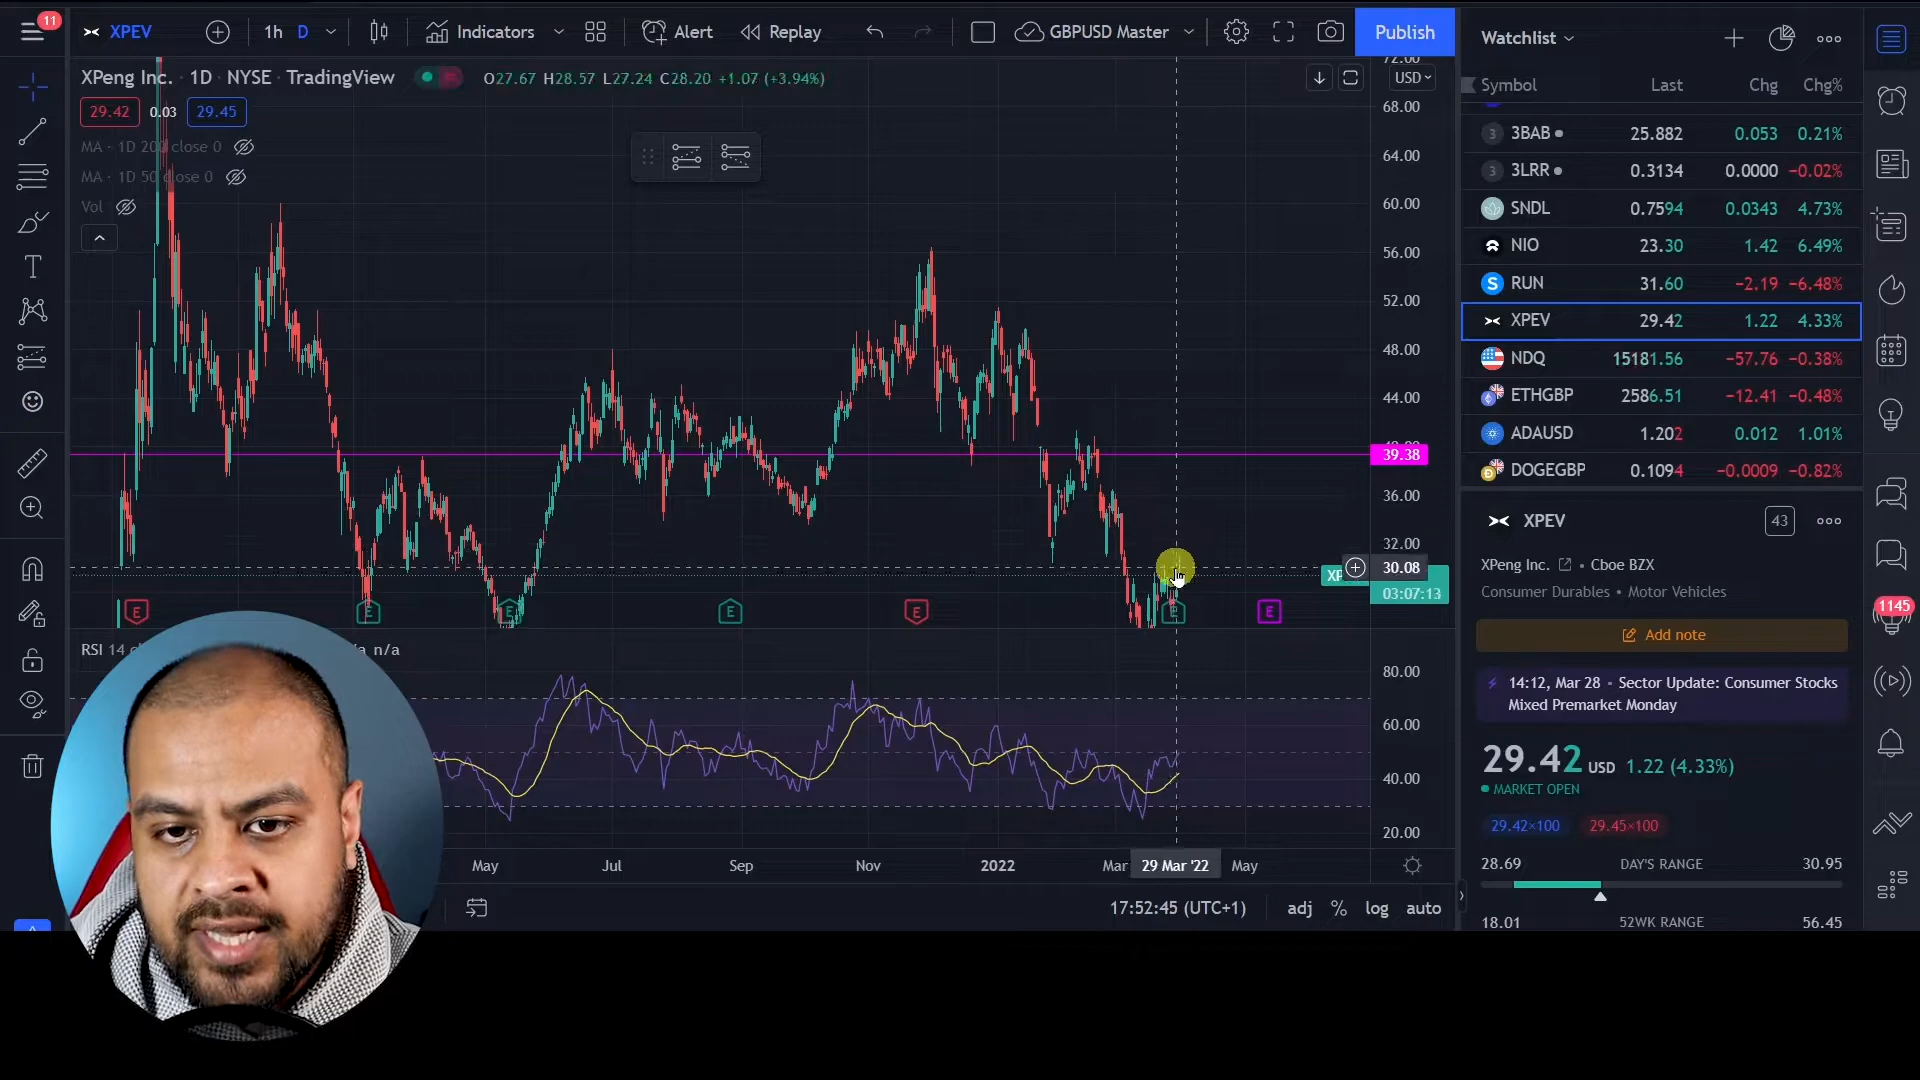 11
XPEV
1h D
Indicators
Alert
Replay
GBPUSD Master
Publish
XPeng Inc. · 1D · NYSE · TradingView
O27.67 H28.57 L27.24 C28.20 +1.07 (+3.94%)
29.42 0.03 29.45
MA · 1D 200 close 0
MA · 1D 50 close 0
Vol
USD
72.00
68.00
64.00
60.00
56.00
52.00
48.00
44.00
39.38
36.00
32.00
30.08
03:07:13
E E E E E E E
RSI 14
n/a
80.00
60.00
40.00
20.00
May Jul Sep Nov 2022 Mar 29 Mar '22 May
17:52:45 (UTC+1) adj % log auto
Watchlist
Symbol Last Chg Chg%
3 3BAB 25.882 0.053 0.21%
3 3LRR 0.3134 0.0000 −0.02%
SNDL 0.7594 0.0343 4.73%
NIO 23.30 1.42 6.49%
S RUN 31.60 −2.19 −6.48%
XPEV 29.42 1.22 4.33%
NDQ 15181.56 −57.76 −0.38%
ETHGBP 2586.51 −12.41 −0.48%
ADAUSD 1.202 0.012 1.01%
DOGEGBP 0.1094 −0.0009 −0.82%
XPEV 43
XPeng Inc. • Cboe BZX
Consumer Durables • Motor Vehicles
Add note
14:12, Mar 28 • Sector Update: Consumer Stocks
Mixed Premarket Monday
29.42 USD 1.22 (4.33%)
MARKET OPEN
29.42×100 29.45×100
28.69 DAY'S RANGE 30.95
18.01 52WK RANGE 56.45
1145